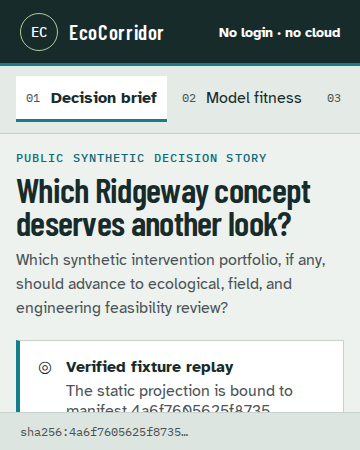 EC EcoCorridor No login · no cloud
01 Decision brief 02 Model fitness 03
PUBLIC SYNTHETIC DECISION STORY
Which Ridgeway concept
deserves another look?
Which synthetic intervention portfolio, if any,
should advance to ecological, field, and
engineering feasibility review?
◎ Verified fixture replay
The static projection is bound to
manifest 4a6f7605625f8735
sha256:4a6f7605625f8735…